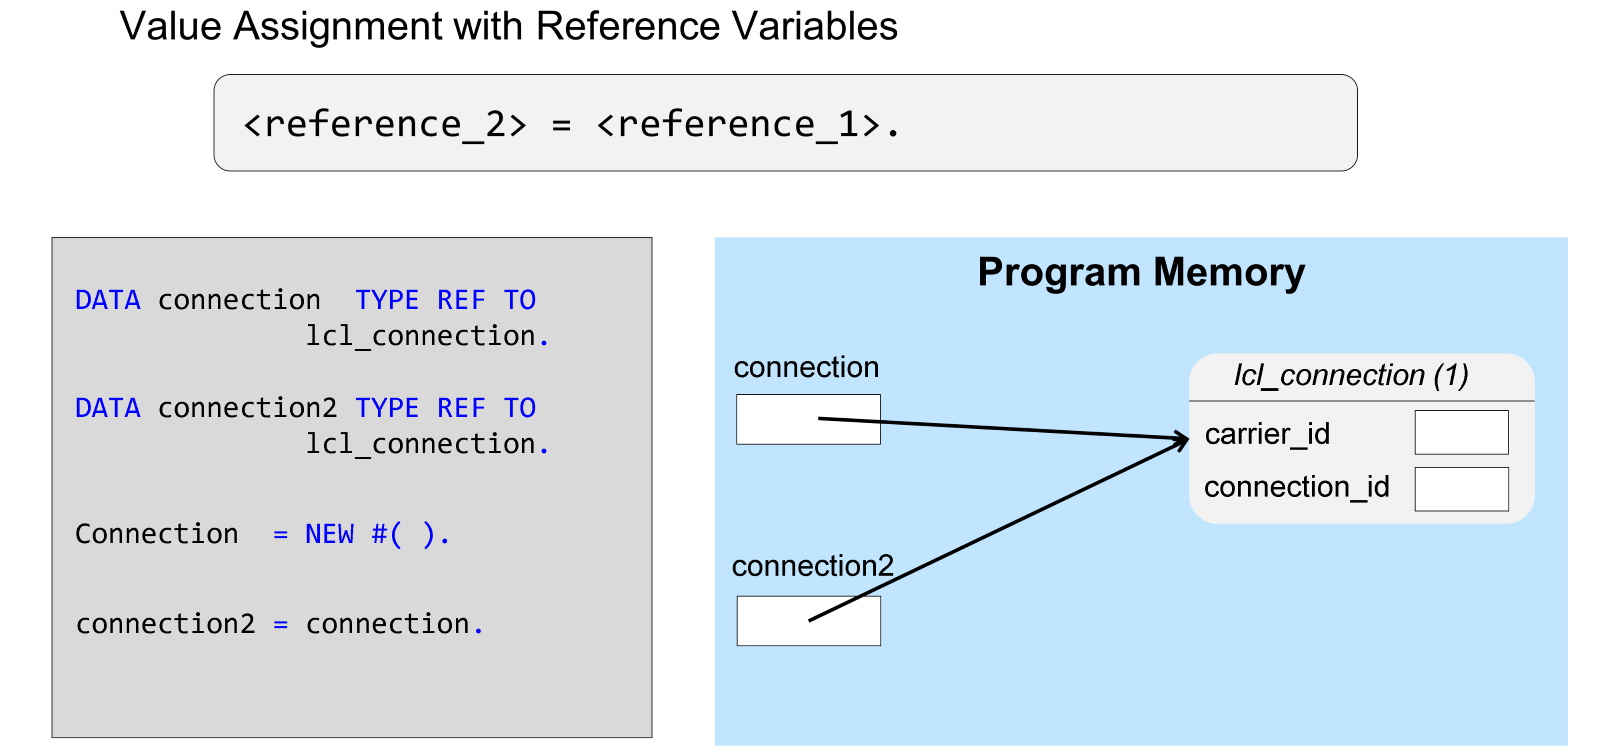 Value Assignment with Reference Variables
<reference_2> = <reference_1>.
DATA connection  TYPE REF TO
              lcl_connection.
DATA connection2 TYPE REF TO
              lcl_connection.
Connection  = NEW #( ).
connection2 = connection.
Program Memory
connection
lcl_connection (1)
carrier_id
connection_id
connection2